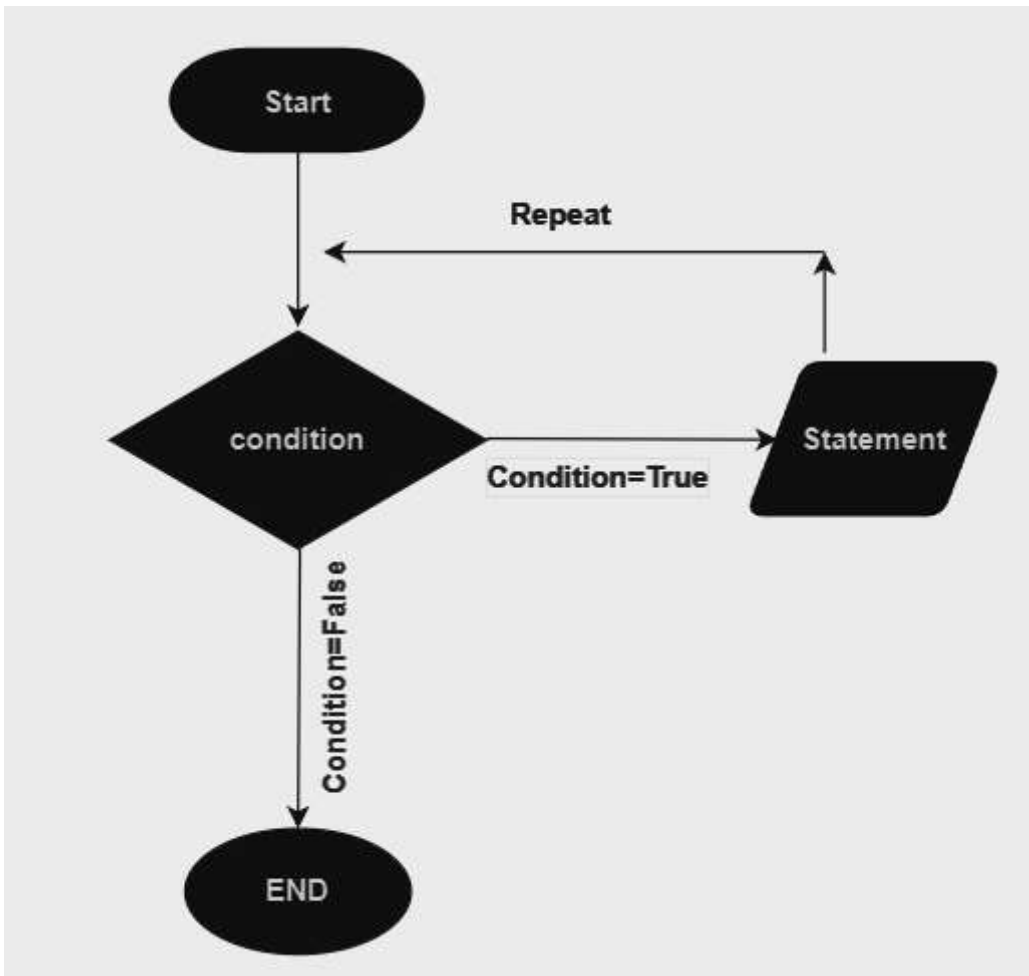 Start
Repeat
condition
Condition=True
Statement
Condition=False
END